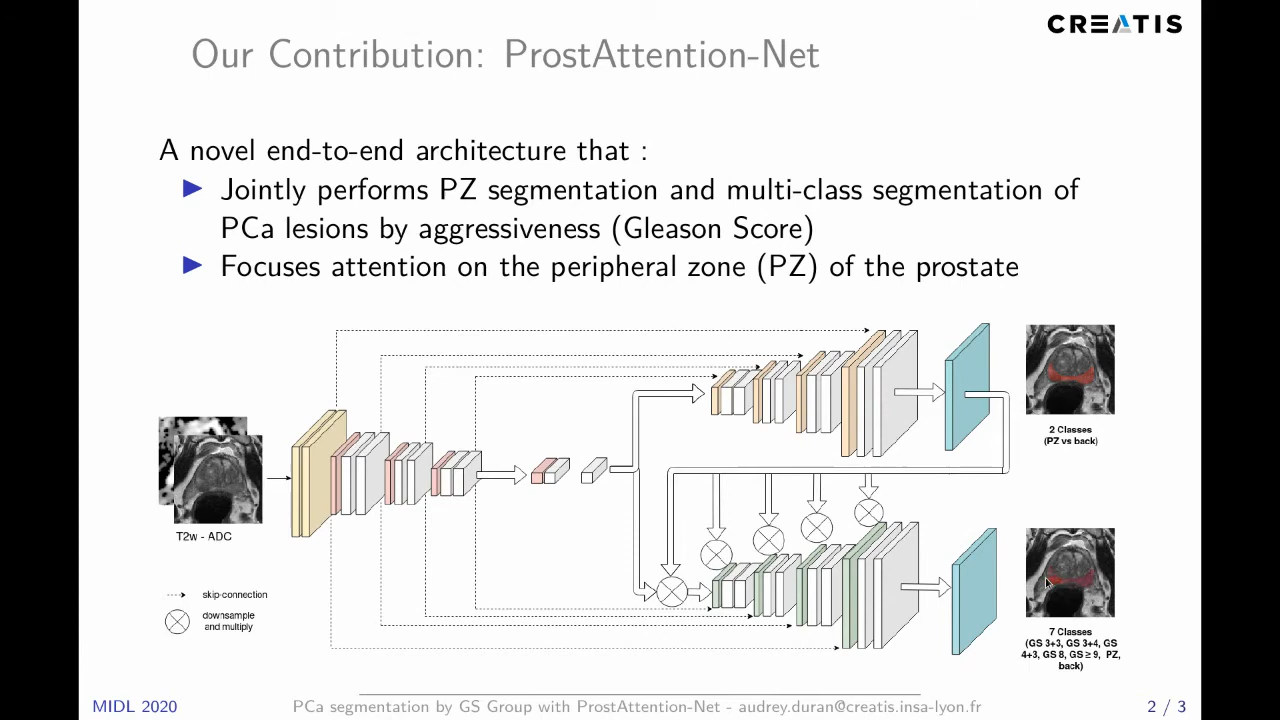 CREATIS
Our Contribution: ProstAttention-Net
A novel end-to-end architecture that :
Jointly performs PZ segmentation and multi-class segmentation of
PCa lesions by aggressiveness (Gleason Score)
Focuses attention on the peripheral zone (PZ) of the prostate
2 Classes
(PZ vs back)
T2w - ADC
skip-connection
downsample
and multiply
7 Classes
(GS 3+3, GS 3+4, GS
4+3, GS 8, GS ≥ 9, PZ,
back)
MIDL 2020
PCa segmentation by GS Group with ProstAttention-Net - audrey.duran@creatis.insa-lyon.fr
2 / 3